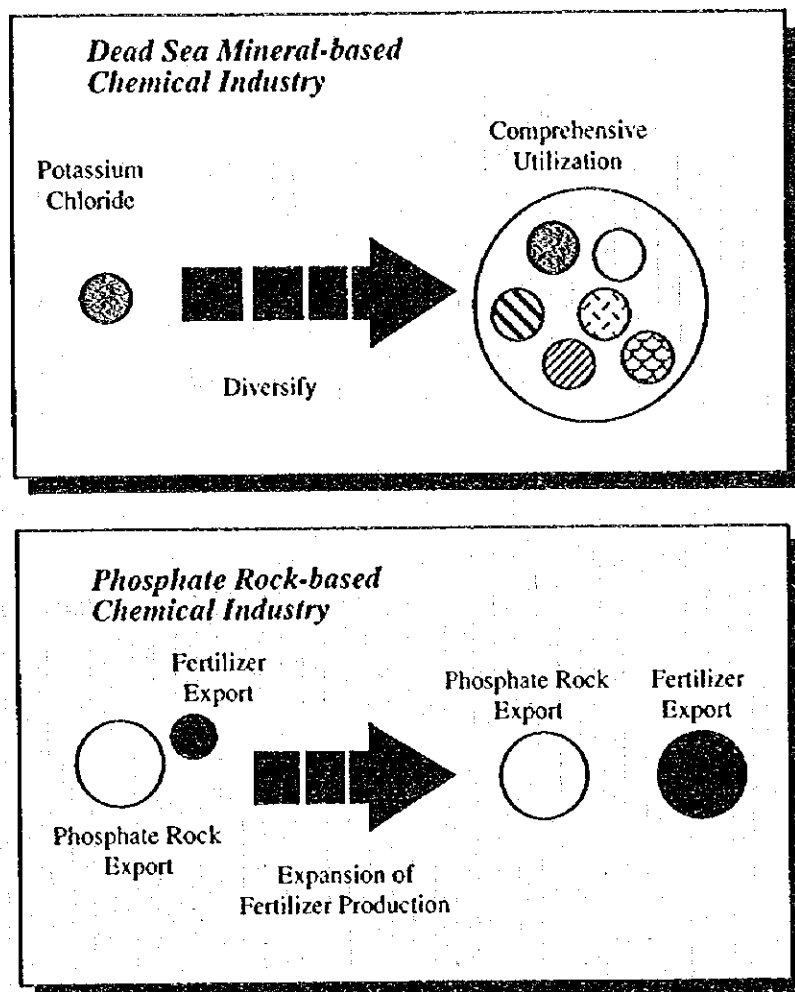 Dead Sea Mineral-based
Chemical Industry
Potassium
Chloride
Comprehensive
Utilization
Diversify
Phosphate Rock-based
Chemical Industry
Fertilizer
Export
Phosphate Rock
Export
Expansion of
Fertilizer Production
Phosphate Rock
Export
Fertilizer
Export